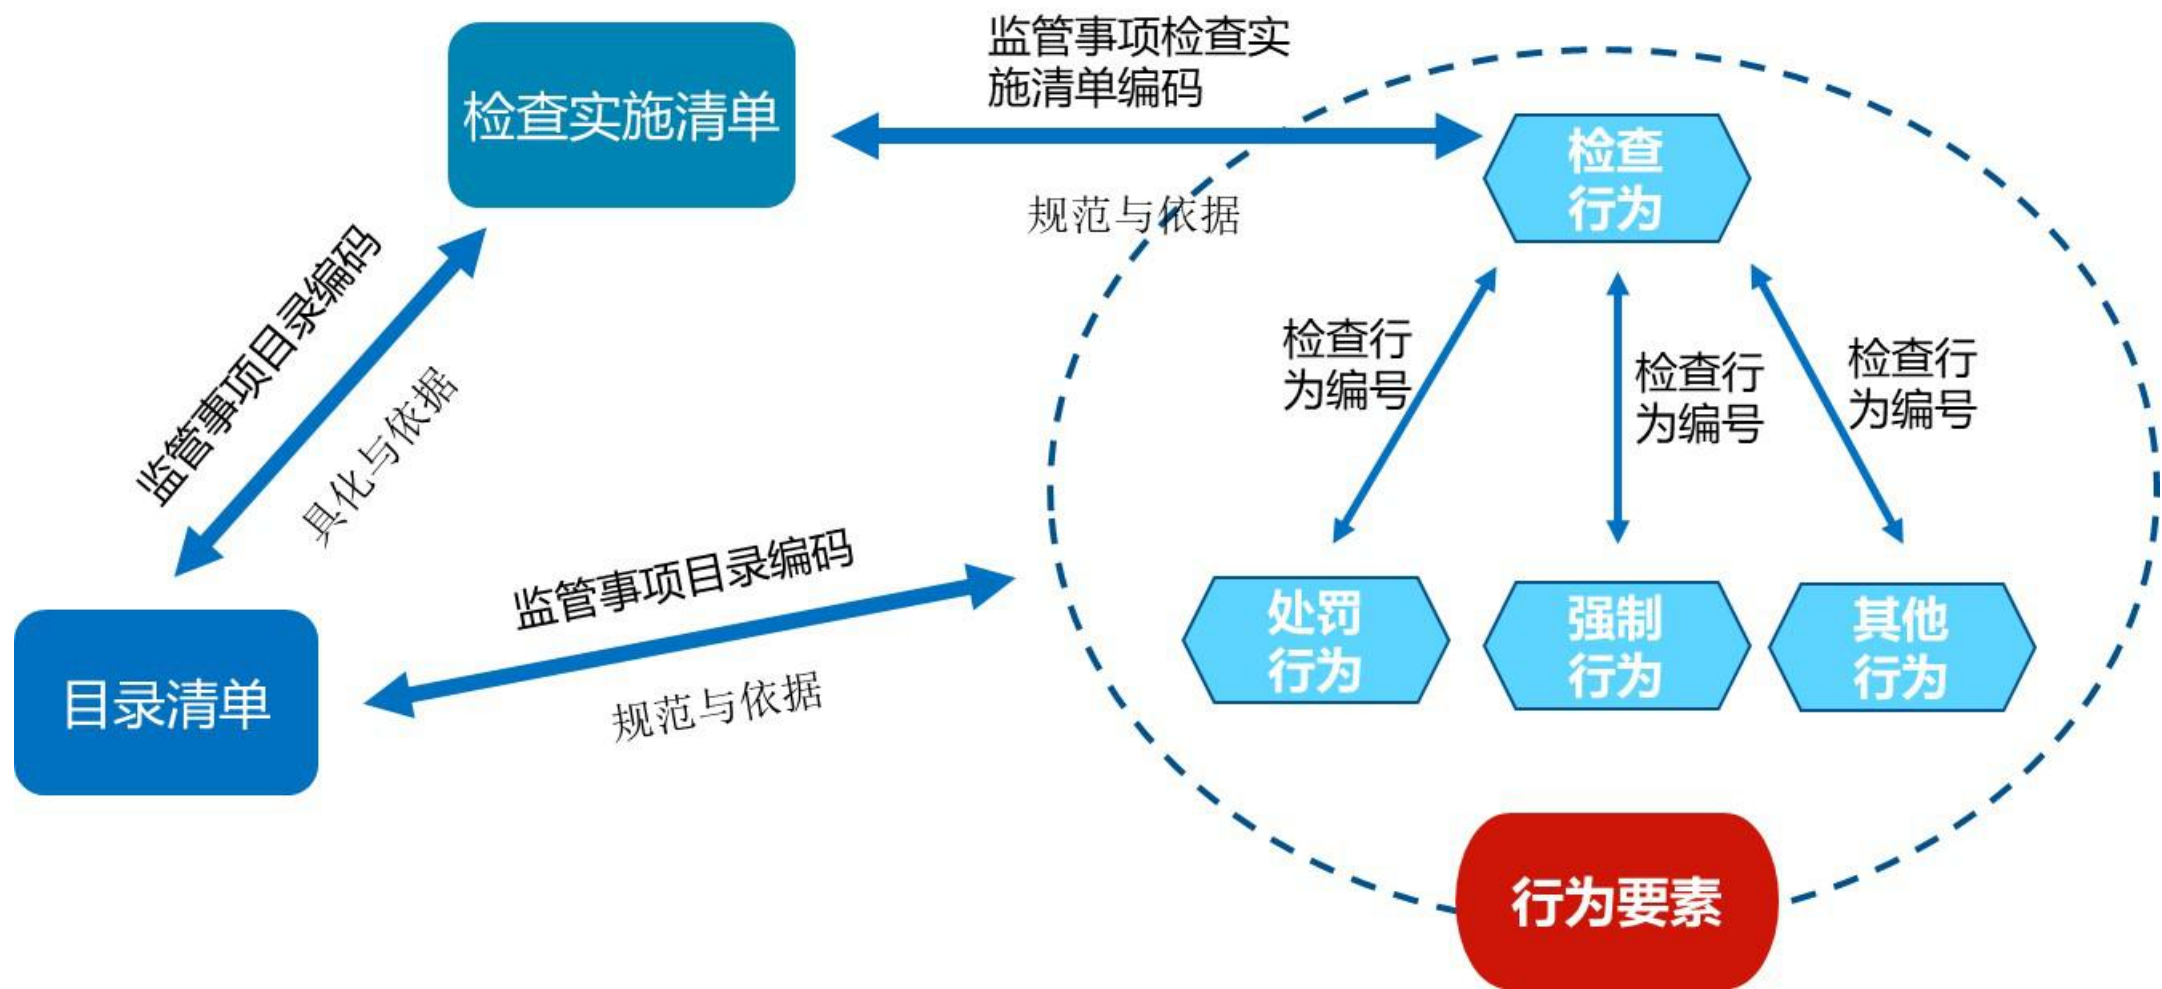 监管事项检查实
施清单编码
检查实施清单
检查
行为
规范与依据
监管事项目录编码
具化与依据
检查行
为编号
检查行
为编号
检查行
为编号
监管事项目录编码
规范与依据
目录清单
处罚
行为
强制
行为
其他
行为
行为要素